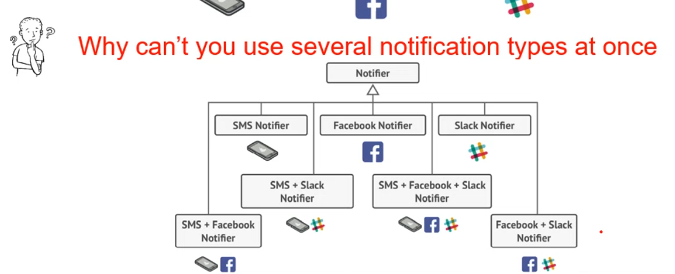 Why can't you use several notification types at once
Notifier
SMS Notifier
Facebook Notifier
Slack Notifier
SMS + Slack
Notifier
SMS + Facebook + Slack
Notifier
SMS + Facebook
Notifier
Facebook + Slack
Notifier